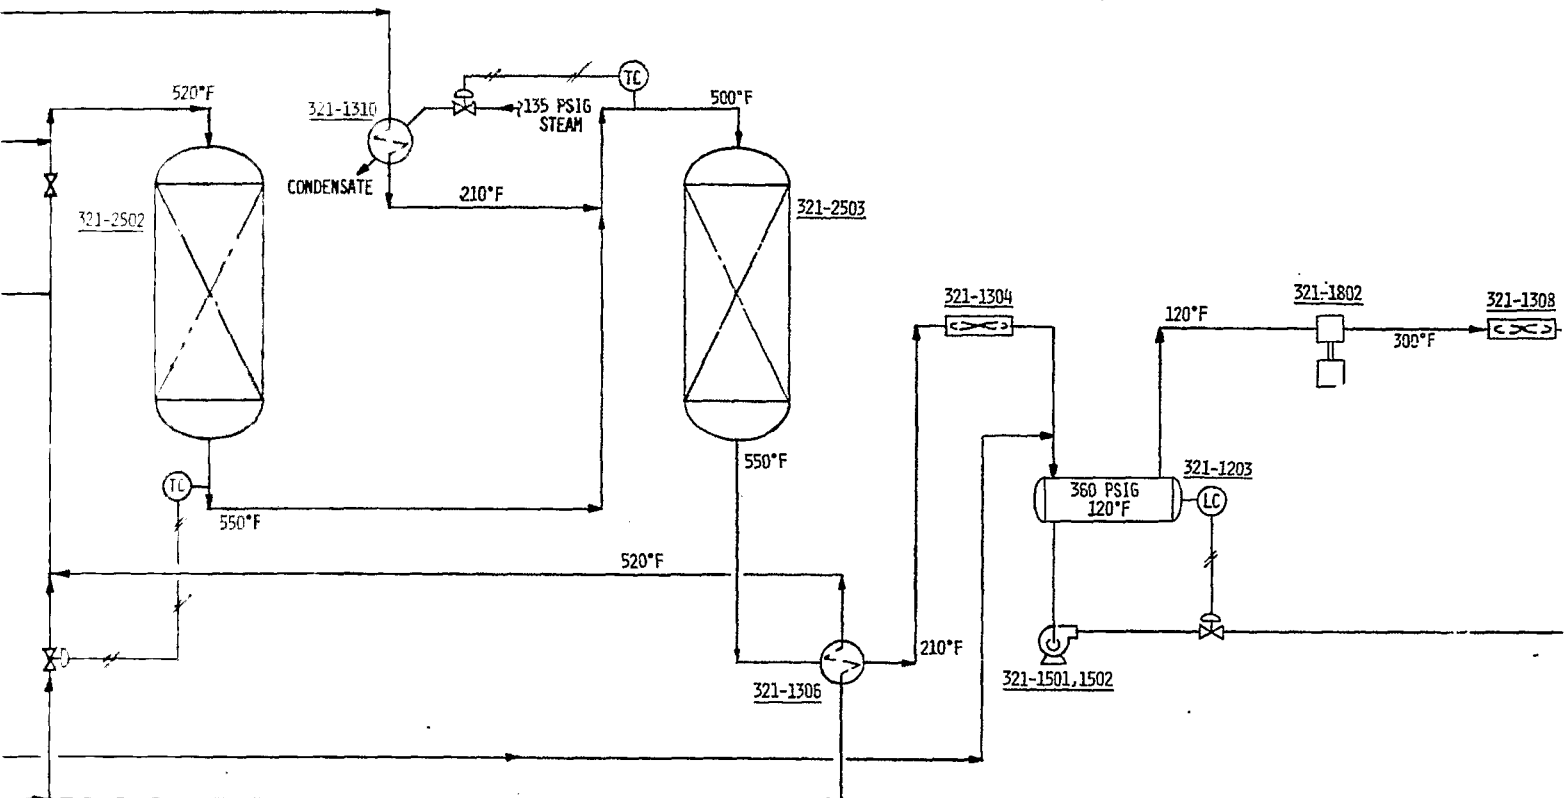 520°F
321-1310
TC
135 PSIG
STEAM
500°F
CONDENSATE
210°F
321-2502
321-2503
321-1304
321-1802
321-1308
120°F
300°F
550°F
321-1203
TC
360 PSIG
120°F
LC
550°F
520°F
210°F
321-1306
321-1501,1502